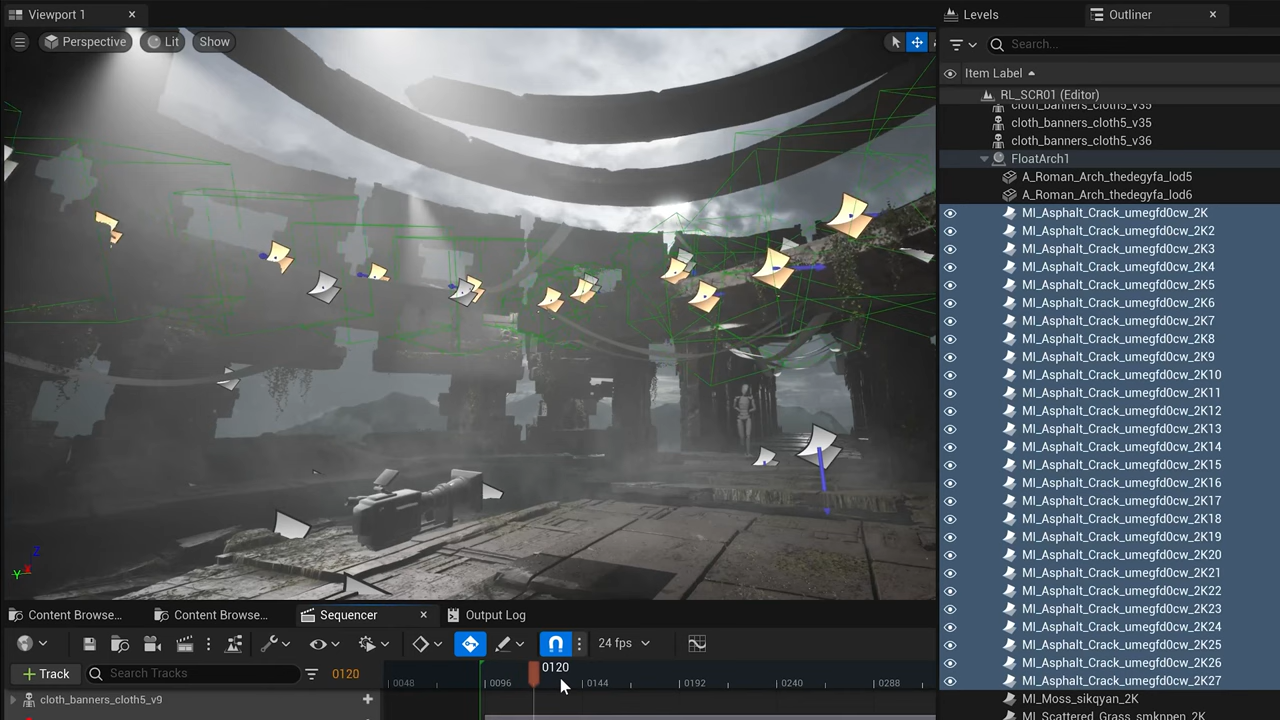 Viewport 1
Perspective
Lit
Show
Z
Y
Levels
Outliner
Search...
Item Label
RL_SCR01 (Editor)
cloth_banners_cloth5_v35
cloth_banners_cloth5_v35
cloth_banners_cloth5_v36
FloatArch1
A_Roman_Arch_thedegyfa_lod5
A_Roman_Arch_thedegyfa_lod6
MI_Asphalt_Crack_umegfd0cw_2K
MI_Asphalt_Crack_umegfd0cw_2K2
MI_Asphalt_Crack_umegfd0cw_2K3
MI_Asphalt_Crack_umegfd0cw_2K4
MI_Asphalt_Crack_umegfd0cw_2K5
MI_Asphalt_Crack_umegfd0cw_2K6
MI_Asphalt_Crack_umegfd0cw_2K7
MI_Asphalt_Crack_umegfd0cw_2K8
MI_Asphalt_Crack_umegfd0cw_2K9
MI_Asphalt_Crack_umegfd0cw_2K10
MI_Asphalt_Crack_umegfd0cw_2K11
MI_Asphalt_Crack_umegfd0cw_2K12
MI_Asphalt_Crack_umegfd0cw_2K13
MI_Asphalt_Crack_umegfd0cw_2K14
MI_Asphalt_Crack_umegfd0cw_2K15
MI_Asphalt_Crack_umegfd0cw_2K16
MI_Asphalt_Crack_umegfd0cw_2K17
MI_Asphalt_Crack_umegfd0cw_2K18
MI_Asphalt_Crack_umegfd0cw_2K19
MI_Asphalt_Crack_umegfd0cw_2K20
MI_Asphalt_Crack_umegfd0cw_2K21
MI_Asphalt_Crack_umegfd0cw_2K22
MI_Asphalt_Crack_umegfd0cw_2K23
MI_Asphalt_Crack_umegfd0cw_2K24
MI_Asphalt_Crack_umegfd0cw_2K25
MI_Asphalt_Crack_umegfd0cw_2K26
MI_Asphalt_Crack_umegfd0cw_2K27
MI_Moss_sikqyan_2K
MI_Scattered_Grass_smknpen_2K
Content Browse...
Content Browse...
Sequencer
Output Log
24 fps
Track
Search Tracks
0120
0120
0048
0096
0144
0192
0240
0288
cloth_banners_cloth5_v9